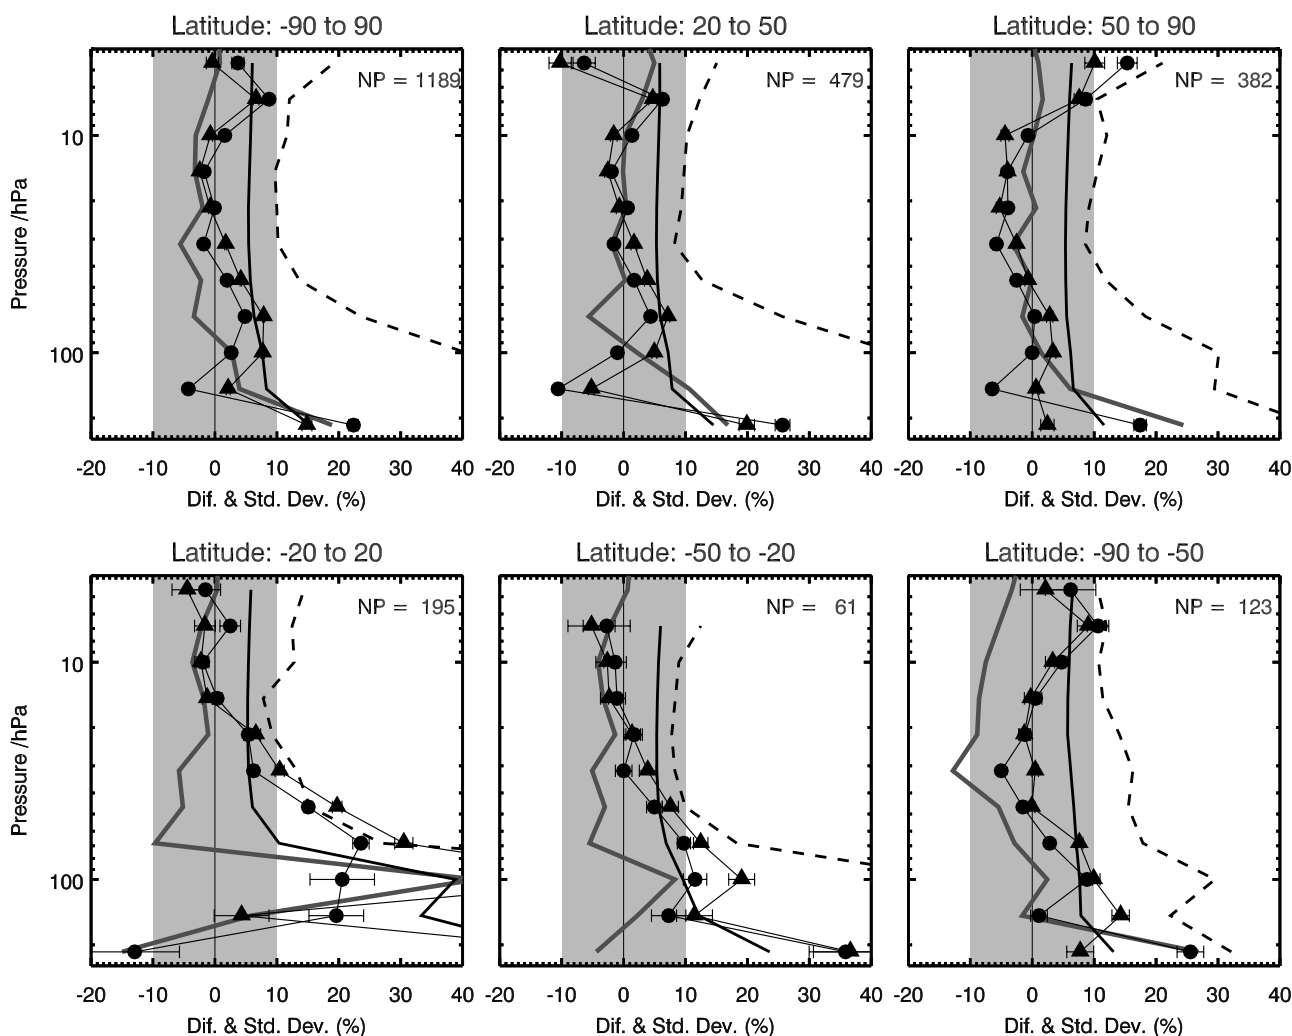 Latitude: -90 to 90
Latitude: 20 to 50
Latitude: 50 to 90
NP = 1189
NP = 479
NP = 382
10
100
Pressure /hPa
-20 -10 0 10 20 30 40
-20 -10 0 10 20 30 40
-20 -10 0 10 20 30 40
Dif. & Std. Dev. (%)
Dif. & Std. Dev. (%)
Dif. & Std. Dev. (%)
Latitude: -20 to 20
Latitude: -50 to -20
Latitude: -90 to -50
NP = 195
NP = 61
NP = 123
10
100
Pressure /hPa
-20 -10 0 10 20 30 40
-20 -10 0 10 20 30 40
-20 -10 0 10 20 30 40
Dif. & Std. Dev. (%)
Dif. & Std. Dev. (%)
Dif. & Std. Dev. (%)